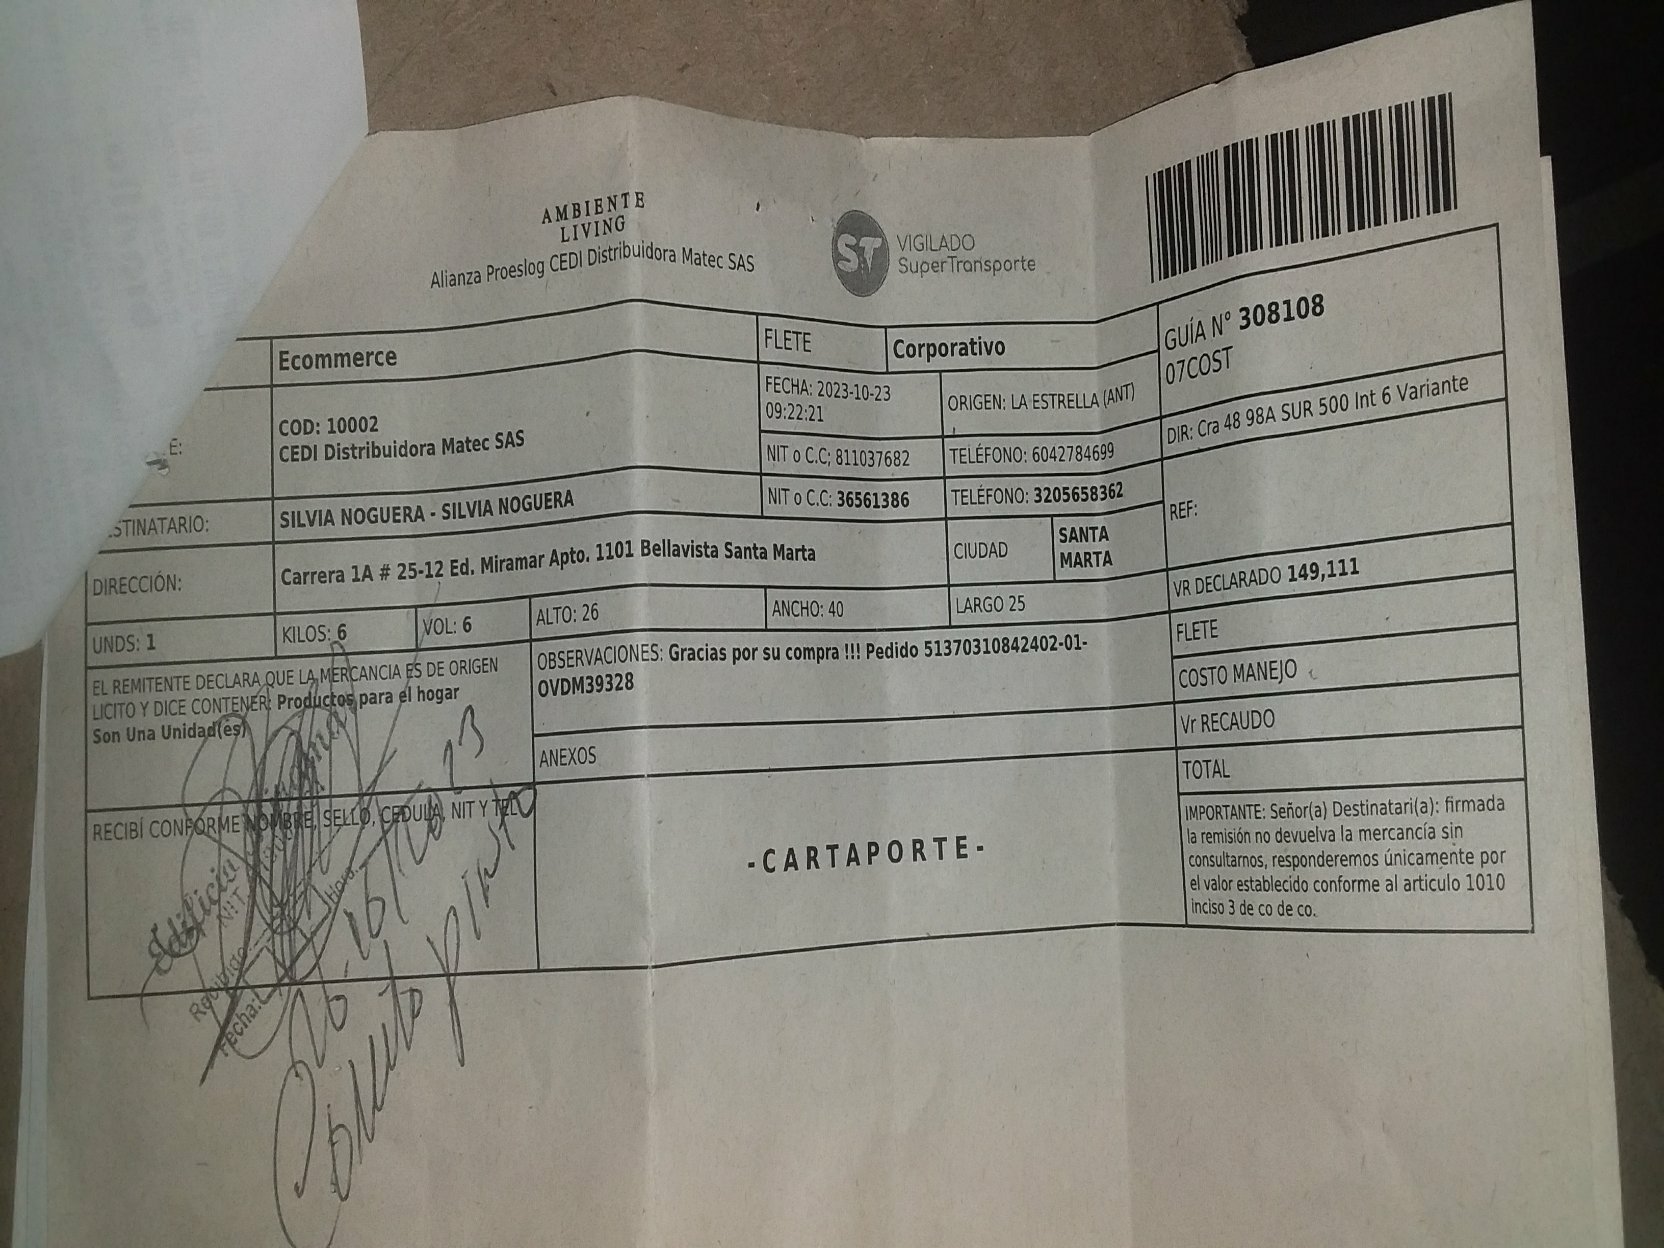 AMBIENTE
LIVING
Alianza Proeslog CEDI Distribuidora Matec SAS
ST VIGILADO
SuperTransporte
Ecommerce
FLETE
Corporativo
GUÍA N° 308108
07COST
E:
COD: 10002
CEDI Distribuidora Matec SAS
FECHA: 2023-10-23
09:22:21
ORIGEN: LA ESTRELLA (ANT)
DIR: Cra 48 98A SUR 500 Int 6 Variante
NIT o C.C; 811037682
TELÉFONO: 6042784699
STINATARIO:
SILVIA NOGUERA - SILVIA NOGUERA
NIT o C.C: 36561386
TELÉFONO: 3205658362
REF:
DIRECCIÓN:
Carrera 1A # 25-12 Ed. Miramar Apto. 1101 Bellavista Santa Marta
CIUDAD
SANTA
MARTA
VR DECLARADO 149,111
UNDS: 1
KILOS: 6
VOL: 6
ALTO: 26
ANCHO: 40
LARGO 25
FLETE
EL REMITENTE DECLARA QUE LA MERCANCIA ES DE ORIGEN
LICITO Y DICE CONTENER: Productos para el hogar
Son Una Unidad(es)
OBSERVACIONES: Gracias por su compra !!! Pedido 51370310842402-01-
OVDM39328
COSTO MANEJO
Vr RECAUDO
ANEXOS
TOTAL
RECIBÍ CONFORME NOMBRE, SELLO, CEDULA, NIT Y TEL
-CARTAPORTE-
IMPORTANTE: Señor(a) Destinatari(a): firmada
la remisión no devuelva la mercancía sin
consultarnos, responderemos únicamente por
el valor establecido conforme al articulo 1010
inciso 3 de co de co.
Edificio
NIT
Recibido:
Fecha: Hora: